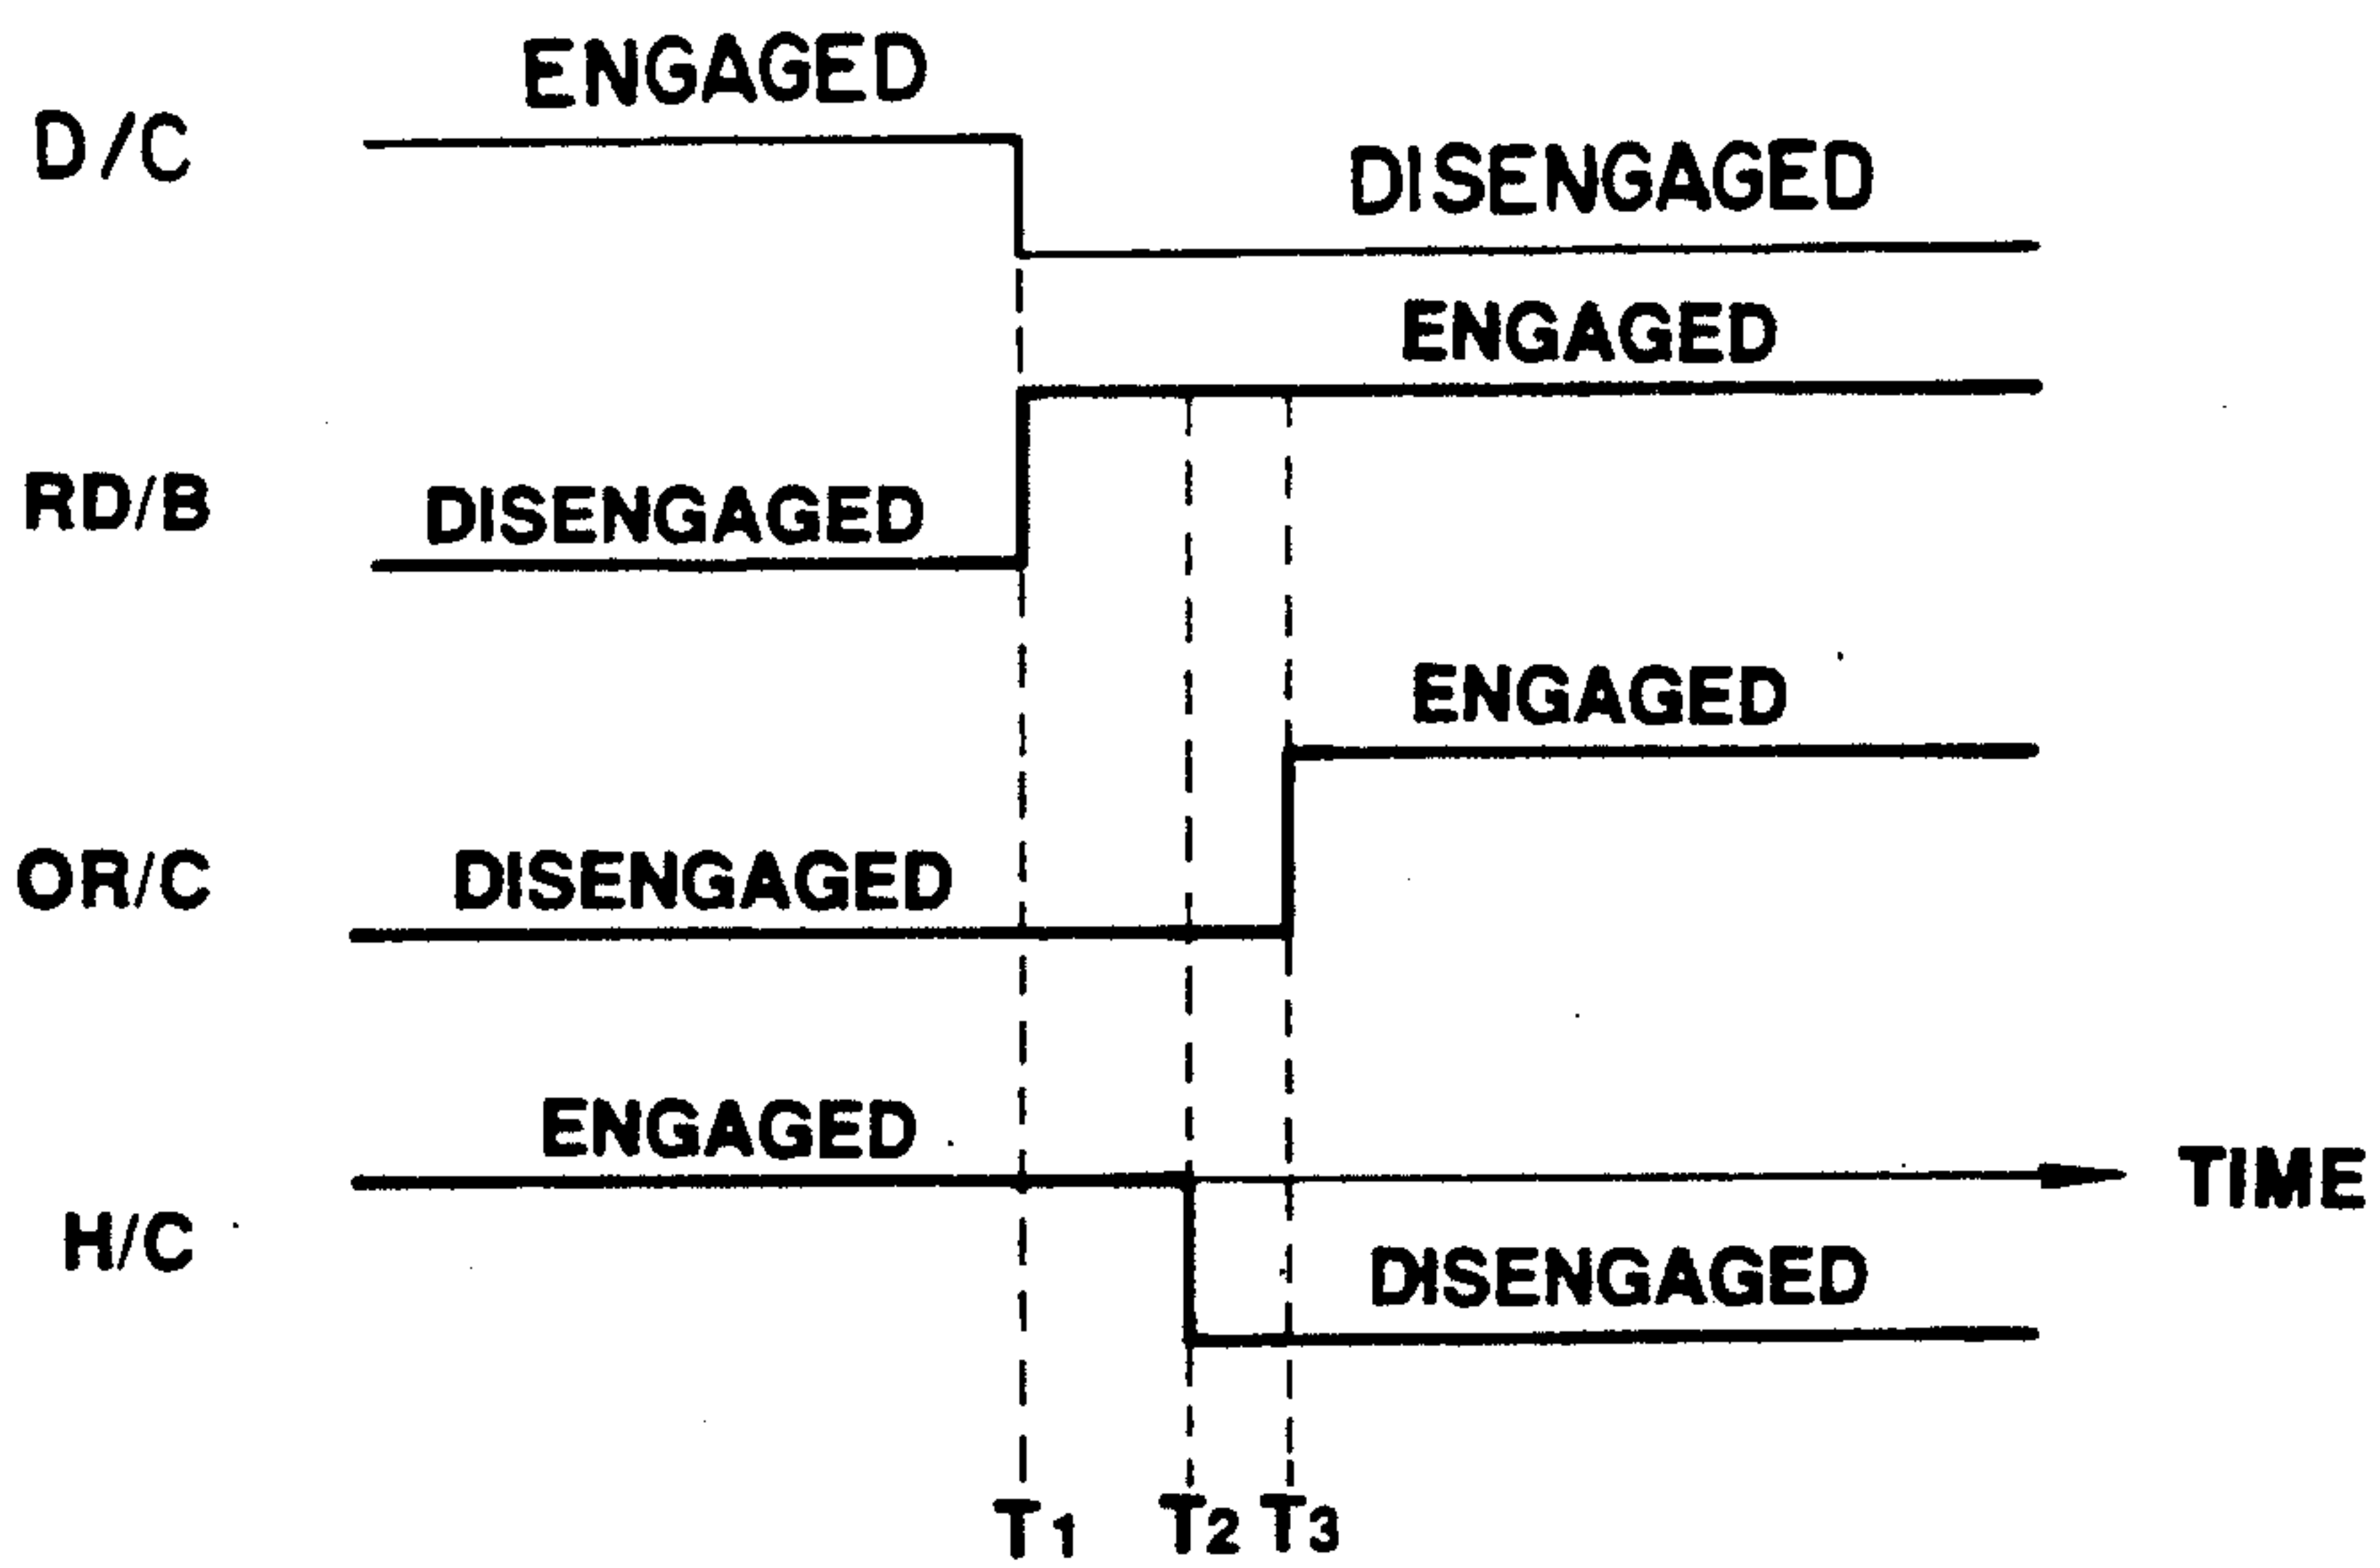 ENGAGED
D/C
DISENGAGED
ENGAGED
RD/B
DISENGAGED
ENGAGED
OR/C
DISENGAGED
ENGAGED
TIME
H/C
DISENGAGED
T1 T2 T3